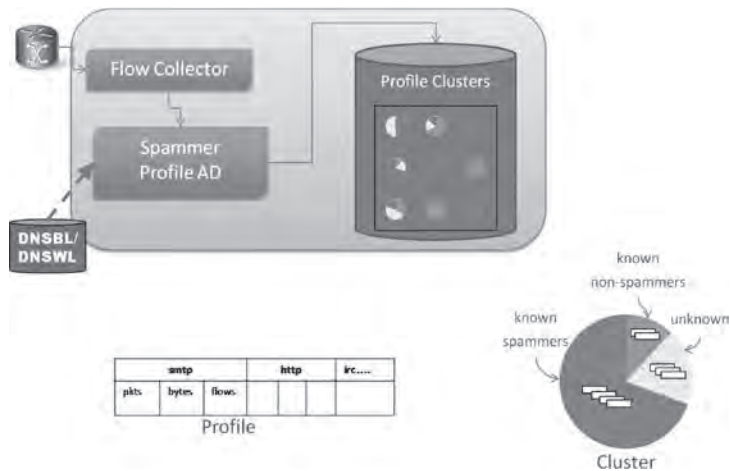 Flow Collector
Profile Clusters
Spammer
Profile AD
DNSBL/
DNSWL
known
non-spammers
known
spammers
unknown
smtp
http
irc....
pkts
bytes
flows
Profile
Cluster